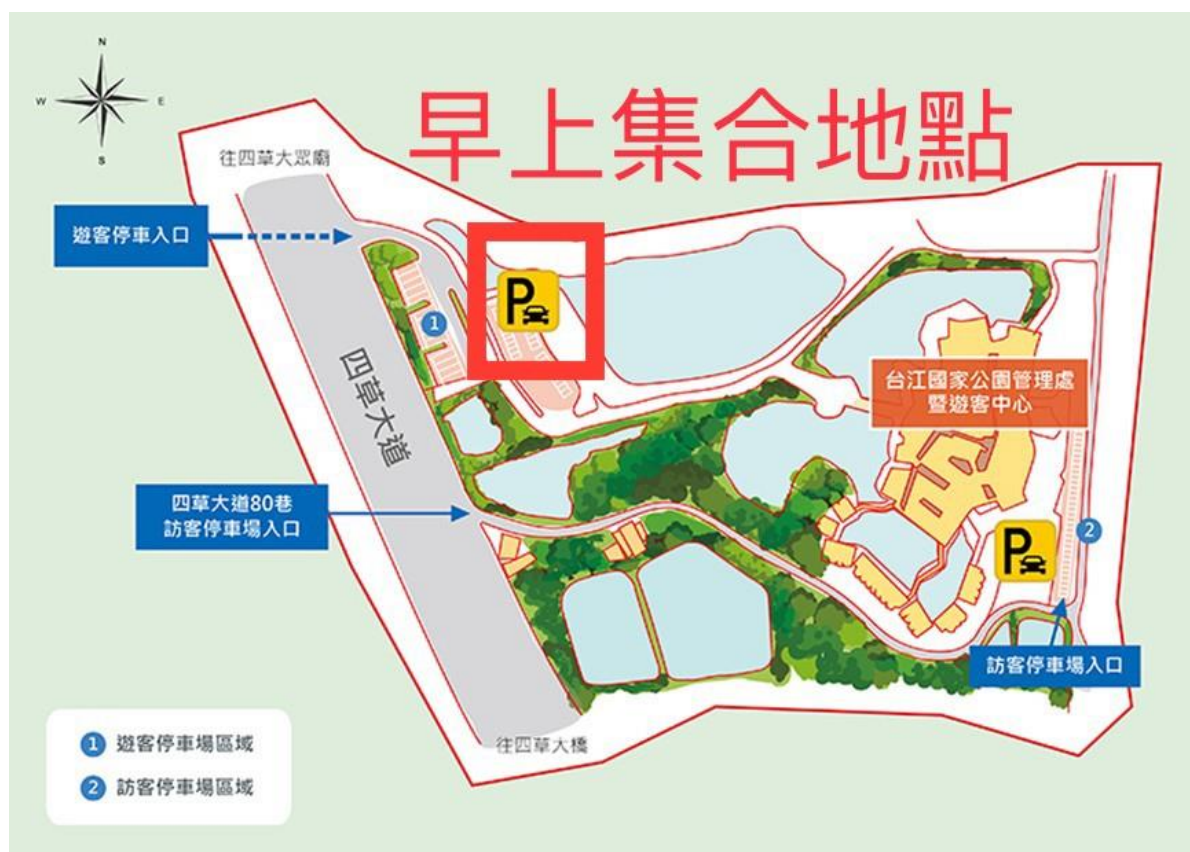 N
W
E
S
早上集合地點
往四草大眾廟
遊客停車入口
P
1
四草大道
台江國家公園管理處
暨遊客中心
四草大道80巷
訪客停車場入口
P
2
訪客停車場入口
往四草大橋
1 遊客停車場區域
2 訪客停車場區域